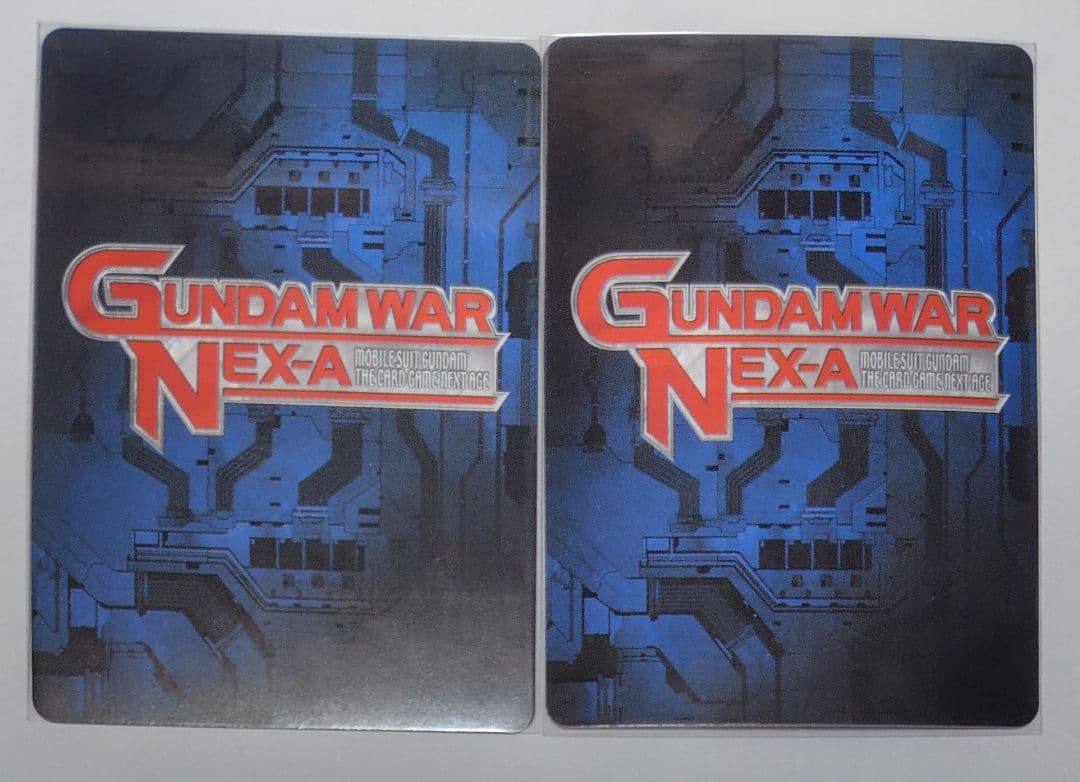 GUNDAM WAR
NEX-A
MOBILE SUIT GUNDAM
THE CARD GAME NEXT AGE
GUNDAM WAR
NEX-A
MOBILE SUIT GUNDAM
THE CARD GAME NEXT AGE